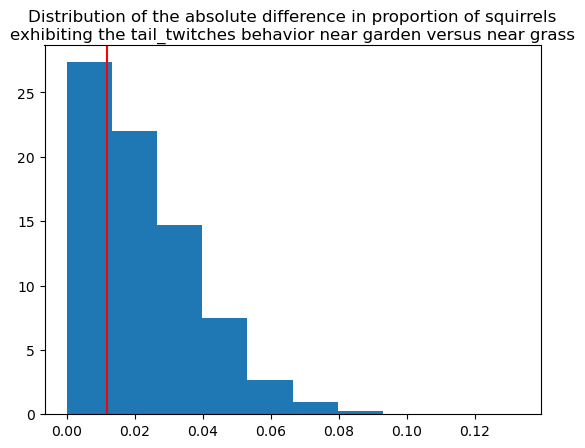 Distribution of the absolute difference in proportion of squirrels
exhibiting the tail_twitches behavior near garden versus near grass
25
20
15
10
5
0
0.00 0.02 0.04 0.06 0.08 0.10 0.12